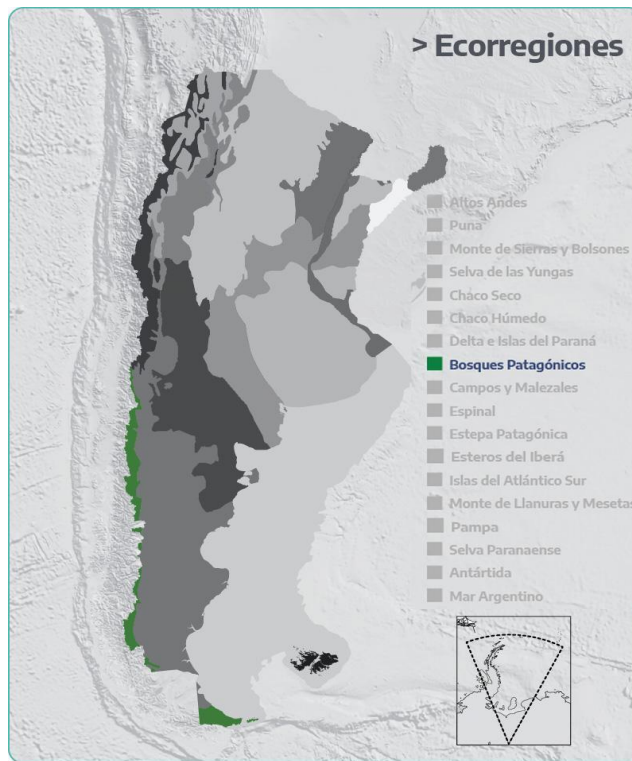 > Ecorregiones
Altos Andes
Puna
Monte de Sierras y Bolsones
Selva de las Yungas
Chaco Seco
Chaco Húmedo
Delta e Islas del Paraná
Bosques Patagónicos
Campos y Malezales
Espinal
Estepa Patagónica
Esteros del Iberá
Islas del Atlántico Sur
Monte de Llanuras y Mesetas
Pampa
Selva Paranaense
Antártida
Mar Argentino